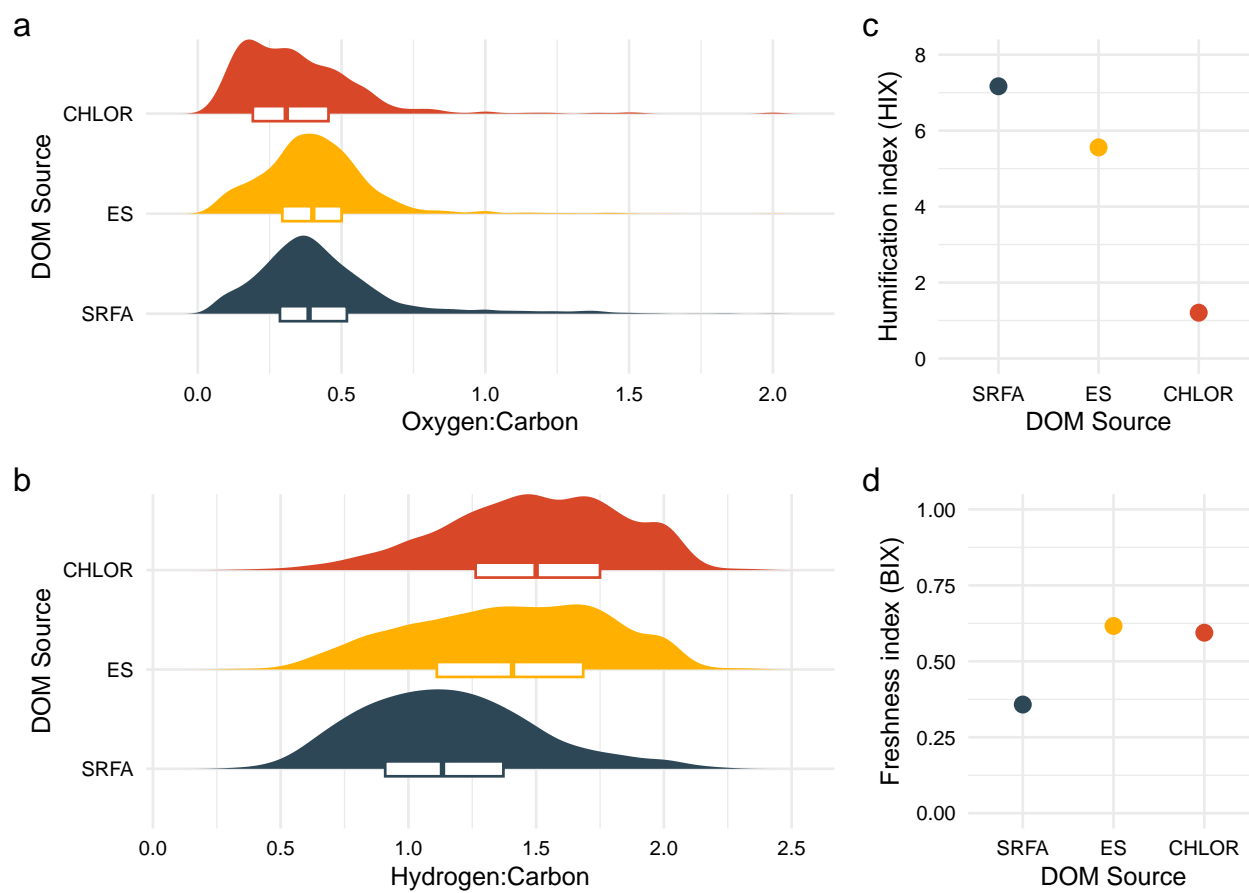 a
CHLOR
ES
SRFA
DOM Source
0.0 0.5 1.0 1.5 2.0
Oxygen:Carbon
b
CHLOR
ES
SRFA
DOM Source
0.0 0.5 1.0 1.5 2.0 2.5
Hydrogen:Carbon
c
Humification index (HIX)
8
6
4
2
0
SRFA ES CHLOR
DOM Source
d
Freshness index (BIX)
1.00
0.75
0.50
0.25
0.00
SRFA ES CHLOR
DOM Source